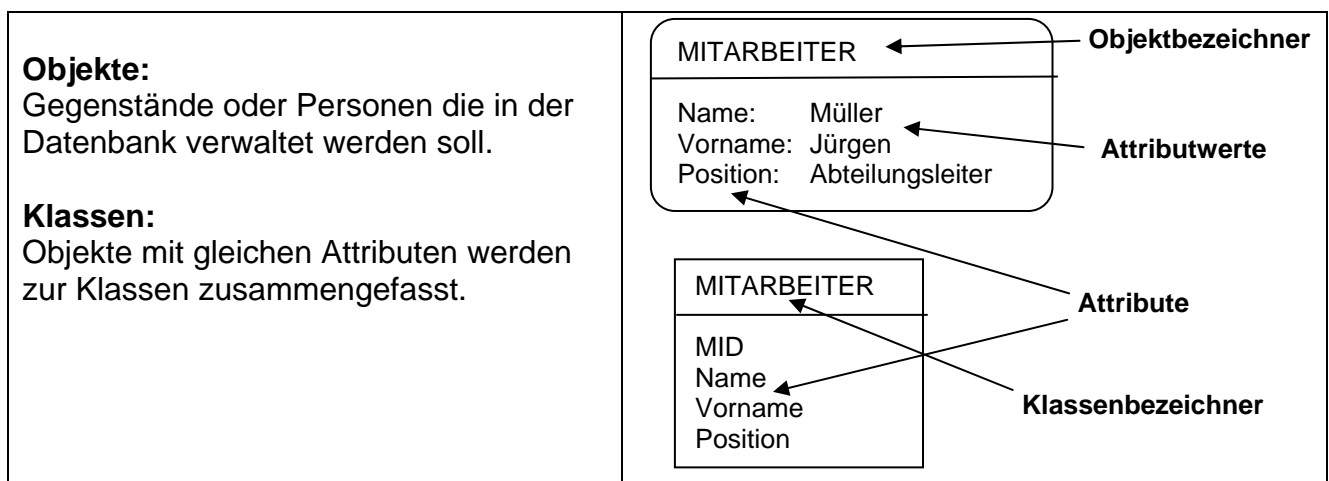 Objekte:
Gegenstände oder Personen die in der
Datenbank verwaltet werden soll.
Klassen:
Objekte mit gleichen Attributen werden
zur Klassen zusammengefasst.
MITARBEITER
Objektbezeichner
Name: Müller
Vorname: Jürgen
Position: Abteilungsleiter
Attributwerte
MITARBEITER
Attribute
MID
Name
Vorname
Position
Klassenbezeichner